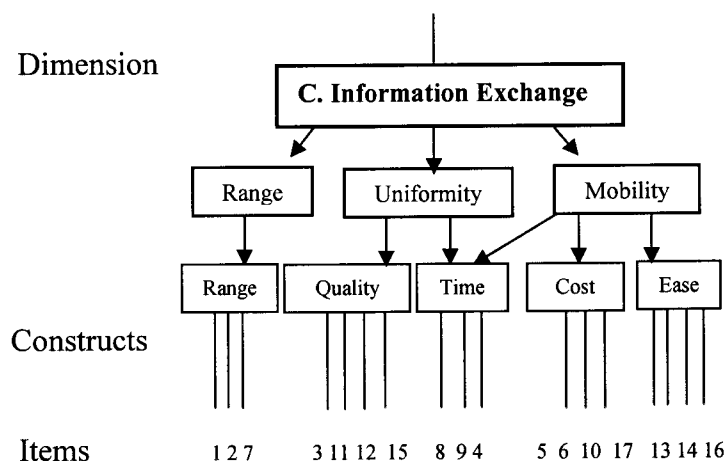 Dimension
C. Information Exchange
Range Uniformity Mobility
Range Quality Time Cost Ease
Constructs
Items 1 2 7 3 11 12 15 8 9 4 5 6 10 17 13 14 16